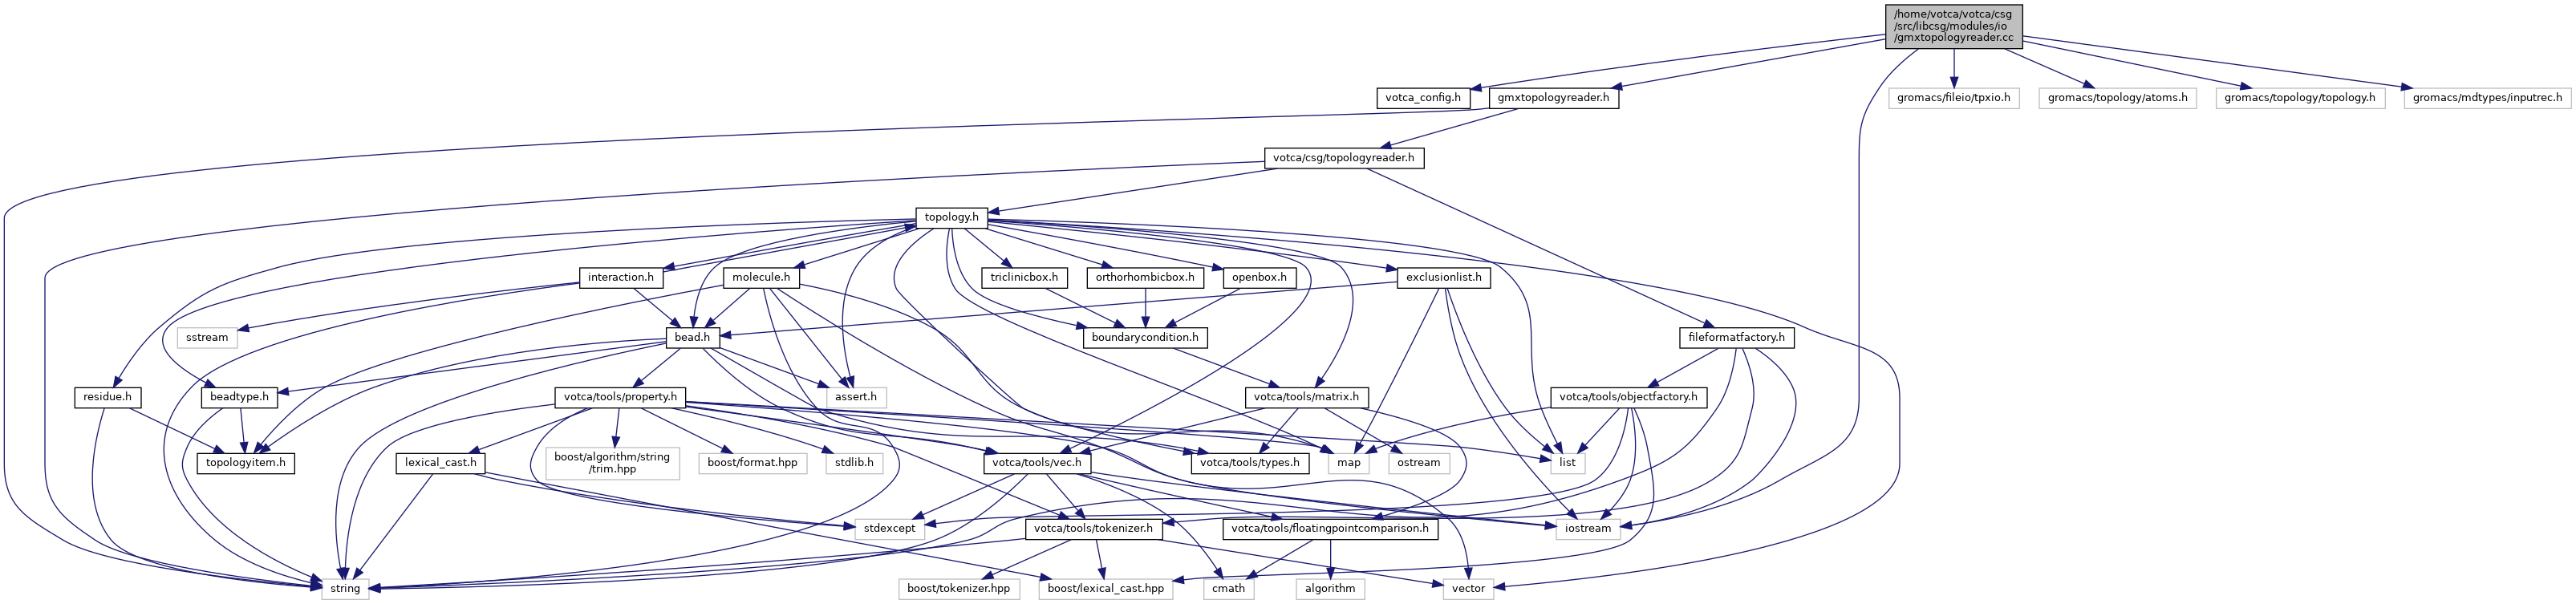 /home/votca/votca/csg
/src/libcsg/modules/io
/gmxtopologyreader.cc
votca_config.h
gmxtopologyreader.h
gromacs/fileio/tpxio.h
gromacs/topology/atoms.h
gromacs/topology/topology.h
gromacs/mdtypes/inputrec.h
votca/csg/topologyreader.h
topology.h
interaction.h
molecule.h
triclinicbox.h
orthorhombicbox.h
openbox.h
exclusionlist.h
sstream
bead.h
boundarycondition.h
fileformatfactory.h
residue.h
beadtype.h
votca/tools/property.h
assert.h
votca/tools/matrix.h
votca/tools/objectfactory.h
topologyitem.h
lexical_cast.h
boost/algorithm/string
/trim.hpp
boost/format.hpp
stdlib.h
votca/tools/vec.h
votca/tools/types.h
map
ostream
list
stdexcept
votca/tools/tokenizer.h
votca/tools/floatingpointcomparison.h
iostream
string
boost/tokenizer.hpp
boost/lexical_cast.hpp
cmath
algorithm
vector